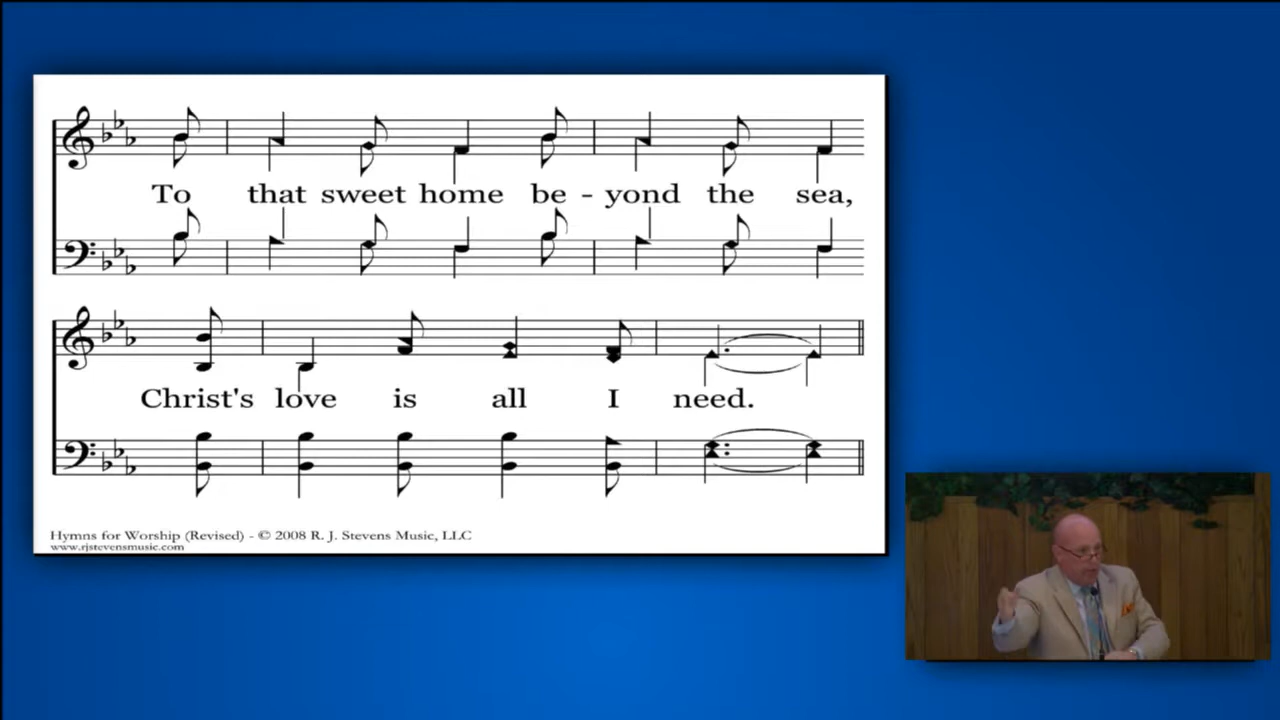 To that sweet home be - yond the sea,
Christ's love is all I need.
Hymns for Worship (Revised) - © 2008 R. J. Stevens Music, LLC
www.rjstevensmusic.com